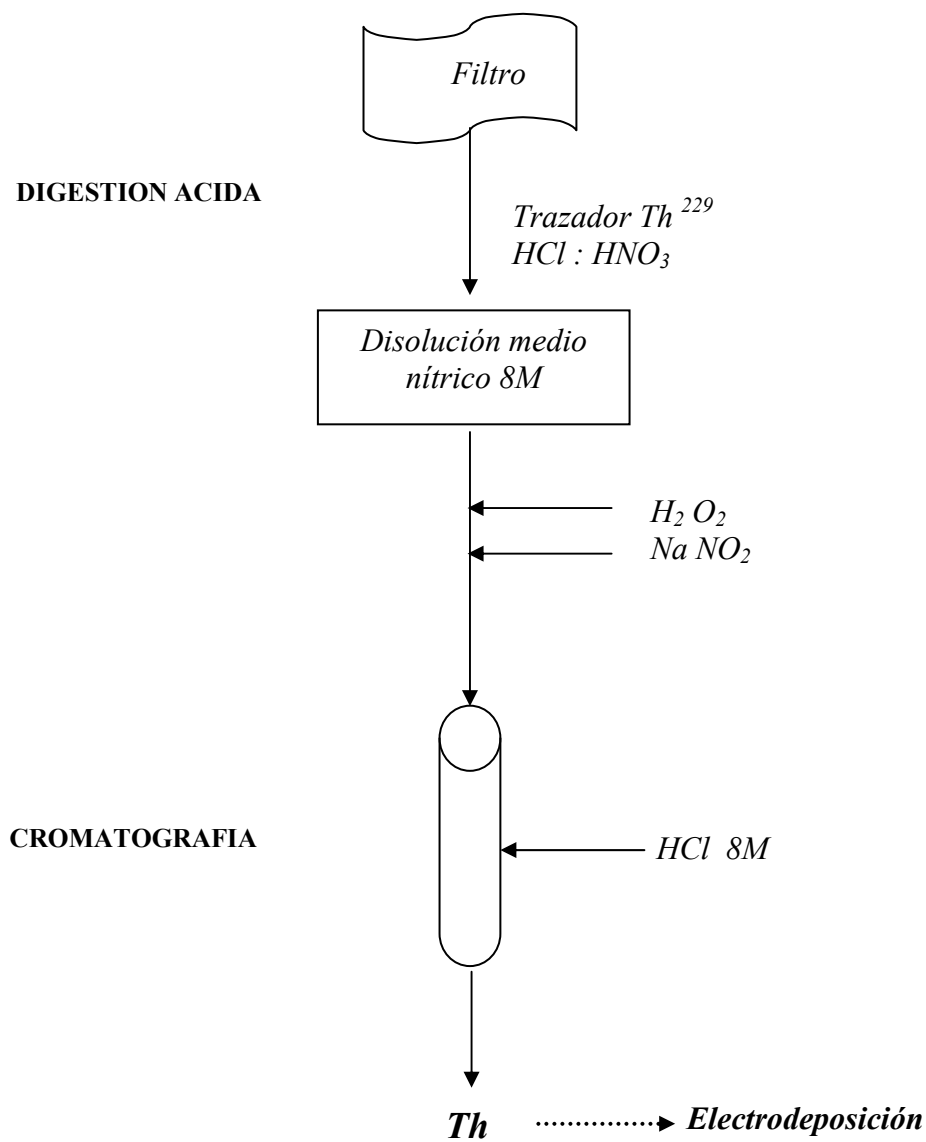 Filtro
DIGESTION ACIDA
Trazador Th 229
HCl : HNO3
Disolución medio
nítrico 8M
H2 O2
Na NO2
CROMATOGRAFIA
HCl 8M
Th
Electrodeposición